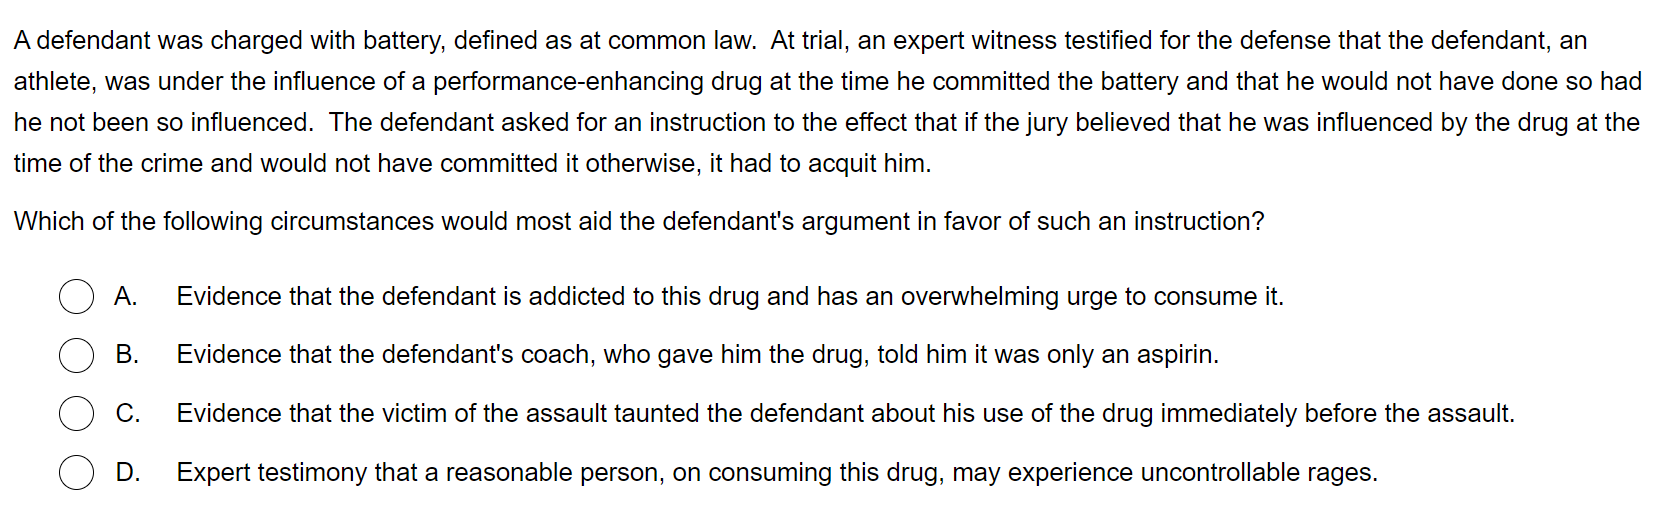 A defendant was charged with battery, defined as at common law.  At trial, an expert witness testified for the defense that the defendant, an
athlete, was under the influence of a performance-enhancing drug at the time he committed the battery and that he would not have done so had
he not been so influenced.  The defendant asked for an instruction to the effect that if the jury believed that he was influenced by the drug at the
time of the crime and would not have committed it otherwise, it had to acquit him.
Which of the following circumstances would most aid the defendant's argument in favor of such an instruction?
A. Evidence that the defendant is addicted to this drug and has an overwhelming urge to consume it.
B. Evidence that the defendant's coach, who gave him the drug, told him it was only an aspirin.
C. Evidence that the victim of the assault taunted the defendant about his use of the drug immediately before the assault.
D. Expert testimony that a reasonable person, on consuming this drug, may experience uncontrollable rages.